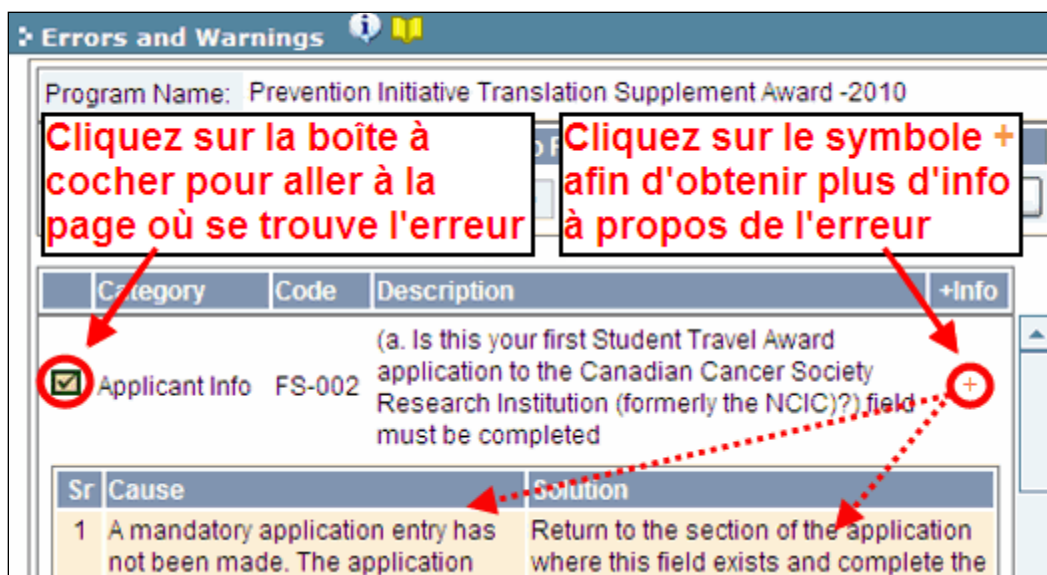 Errors and Warnings
Program Name: Prevention Initiative Translation Supplement Award -2010
Cliquez sur la boîte à
cocher pour aller à la
page où se trouve l'erreur
Cliquez sur le symbole +
afin d'obtenir plus d'info
à propos de l'erreur
Category Code Description +Info
Applicant Info FS-002
(a. Is this your first Student Travel Award
application to the Canadian Cancer Society
Research Institution (formerly the NCIC)?) field
must be completed
+
Sr Cause Solution
1 A mandatory application entry has
not been made. The application
Return to the section of the application
where this field exists and complete the